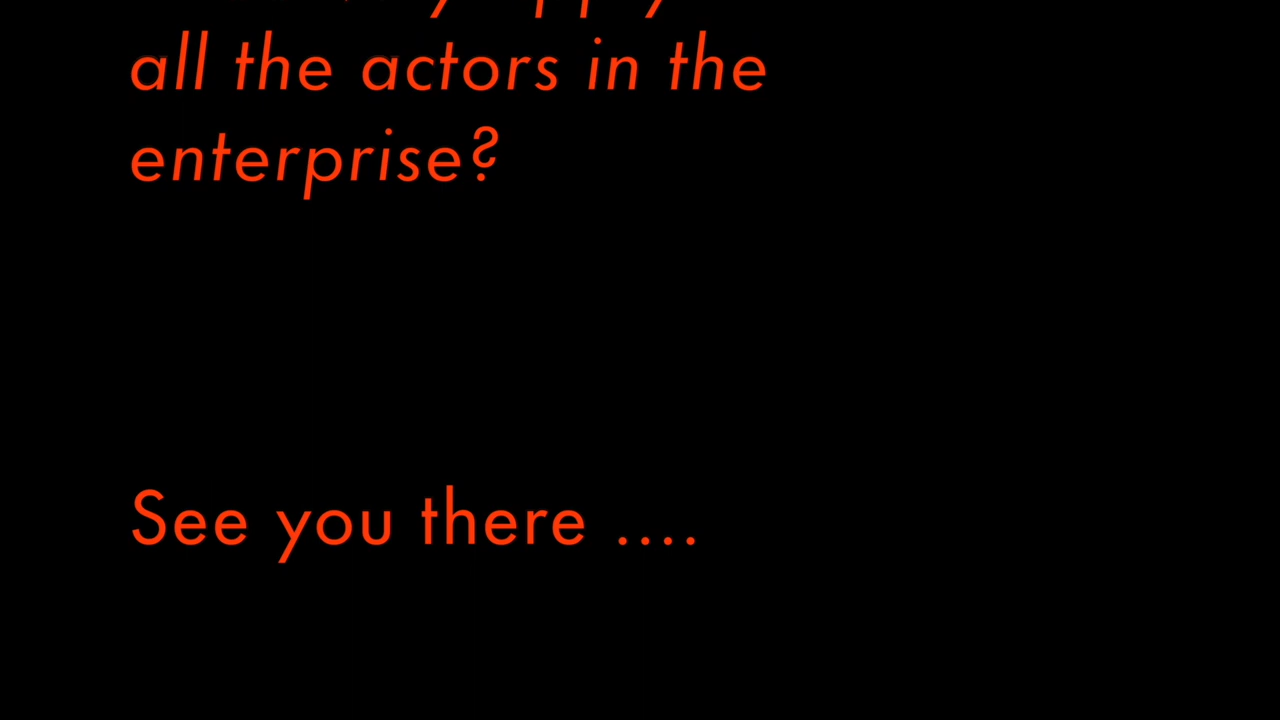 all the actors in the
enterprise?
See you there ....